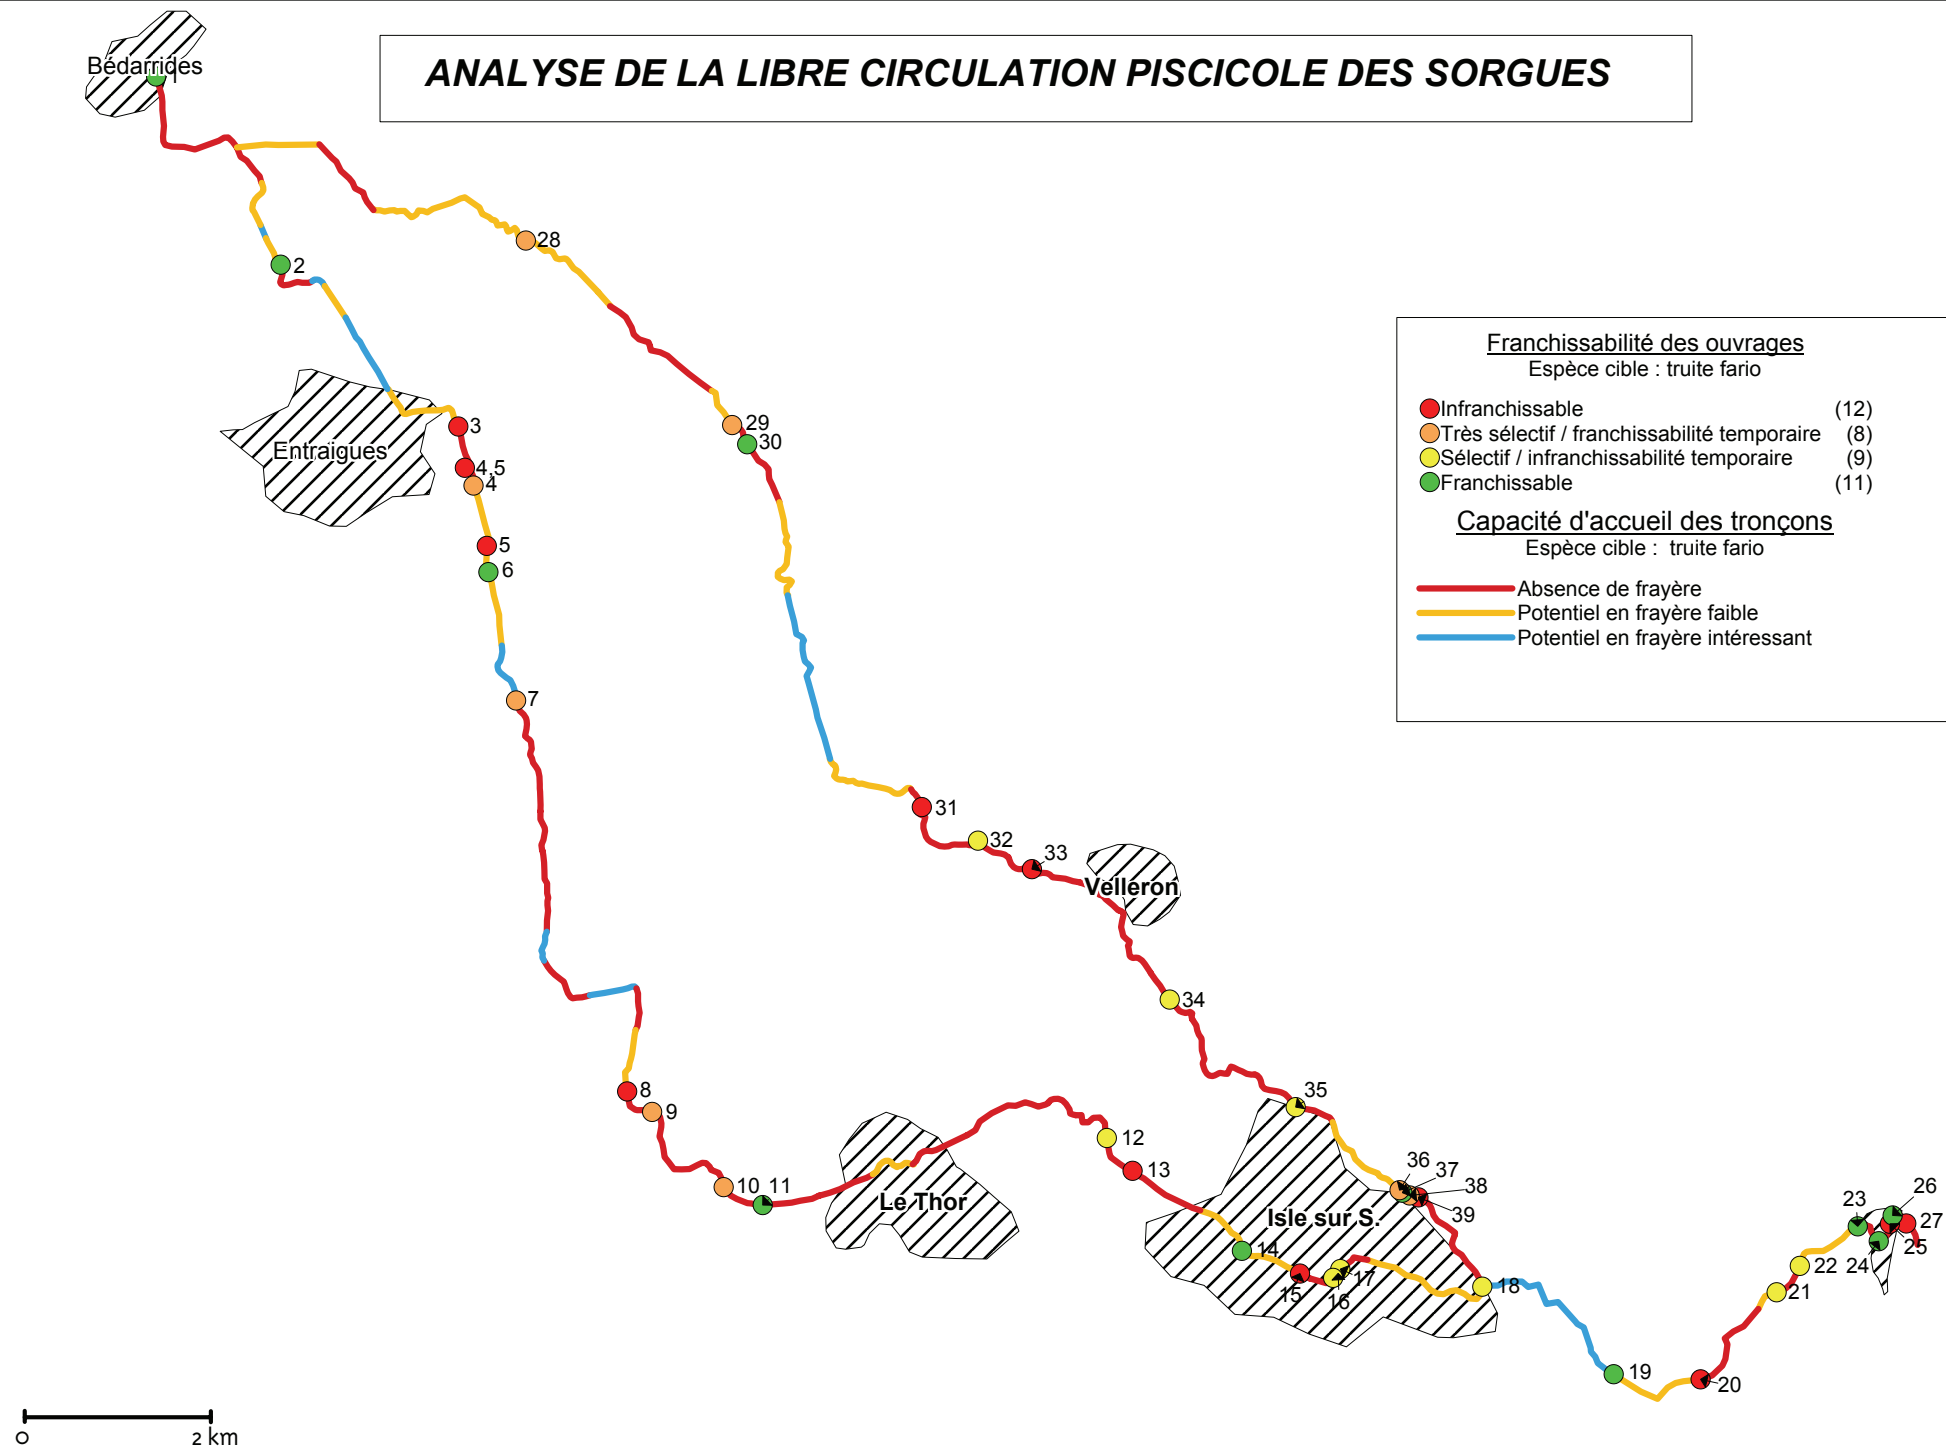 ANALYSE DE LA LIBRE CIRCULATION PISCICOLE DES SORGUES
Bédarrides
28
2
Franchissabilité des ouvrages
Espèce cible : truite fario
Infranchissable (12)
Très sélectif / franchissabilité temporaire (8)
Sélectif / infranchissabilité temporaire (9)
Franchissable (11)
Capacité d'accueil des tronçons
Espèce cible : truite fario
Absence de frayère
Potentiel en frayère faible
Potentiel en frayère intéressant
3
29
30
Entraigues
4,5
4
5
6
7
31
32
33
Velleron
34
8
9
35
12
13
36
37
38
39
10
11
Le Thor
Isle sur S.
14
15
16
17
18
19
20
21
22
23
24
25
26
27
0
2 km